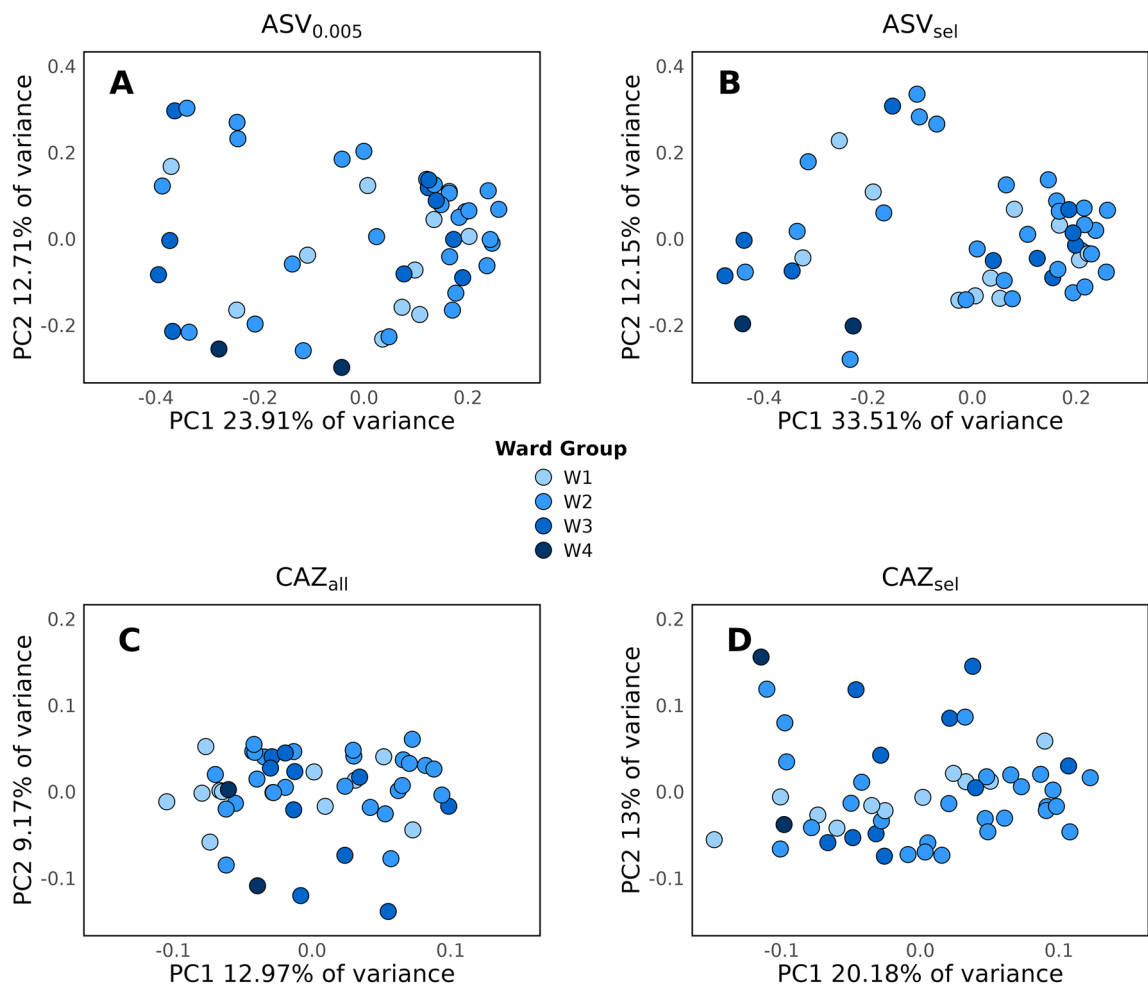 ASV0.005
A
0.4
0.2
0.0
-0.2
PC2 12.71% of variance
-0.4 -0.2 0.0 0.2
PC1 23.91% of variance
ASVsel
B
0.4
0.2
0.0
-0.2
PC2 12.15% of variance
-0.4 -0.2 0.0 0.2
PC1 33.51% of variance
Ward Group
W1
W2
W3
W4
CAZall
C
0.2
0.1
0.0
-0.1
PC2 9.17% of variance
-0.1 0.0 0.1
PC1 12.97% of variance
CAZsel
D
0.2
0.1
0.0
-0.1
PC2 13% of variance
-0.1 0.0 0.1
PC1 20.18% of variance